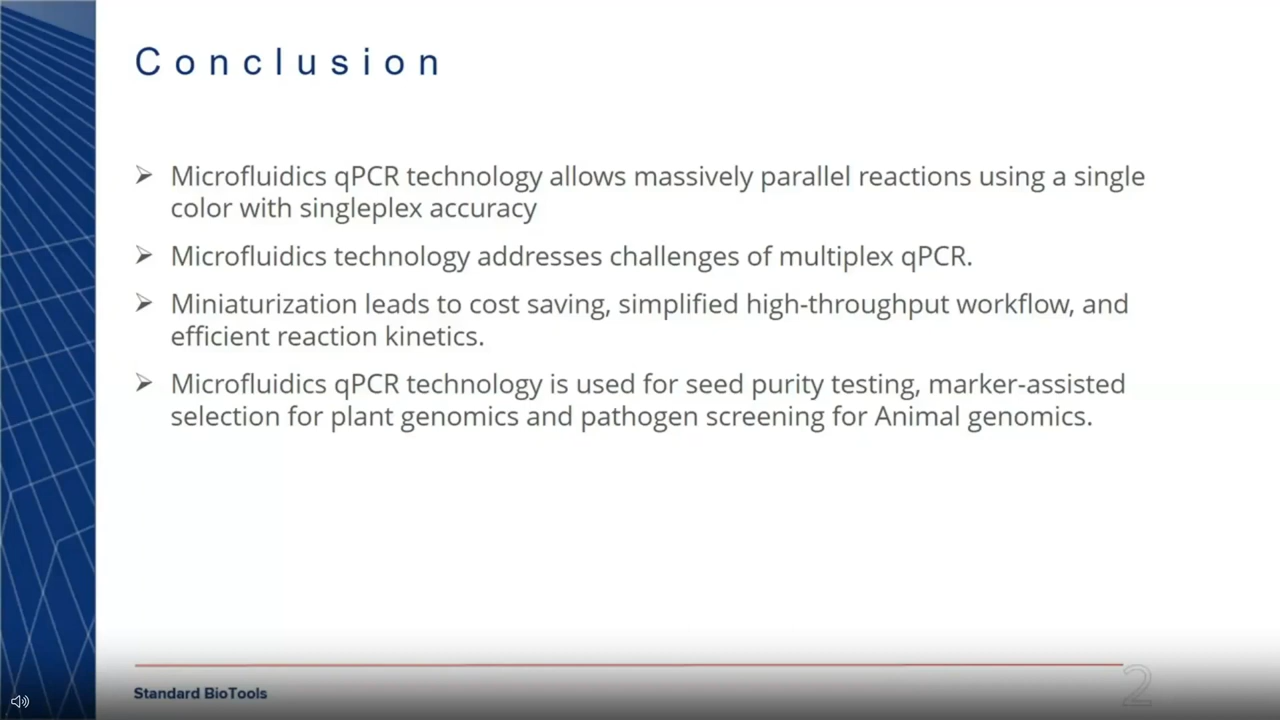 Conclusion
Microfluidics qPCR technology allows massively parallel reactions using a single
color with singleplex accuracy
Microfluidics technology addresses challenges of multiplex qPCR.
Miniaturization leads to cost saving, simplified high-throughput workflow, and
efficient reaction kinetics.
Microfluidics qPCR technology is used for seed purity testing, marker-assisted
selection for plant genomics and pathogen screening for Animal genomics.
Standard BioTools
2